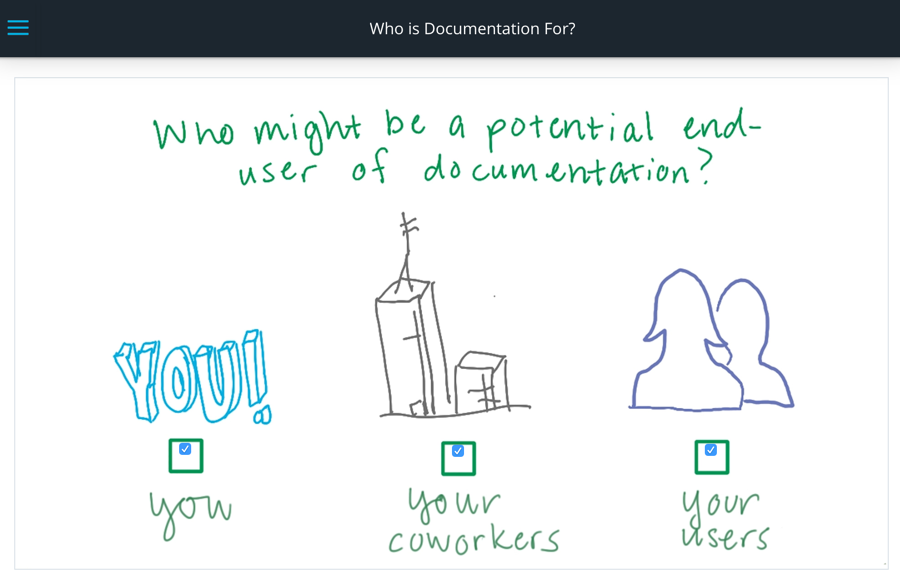 Who is Documentation For?
Who might be a potential end-
user of documentation?
YOU!
you
your
coworkers
your
users